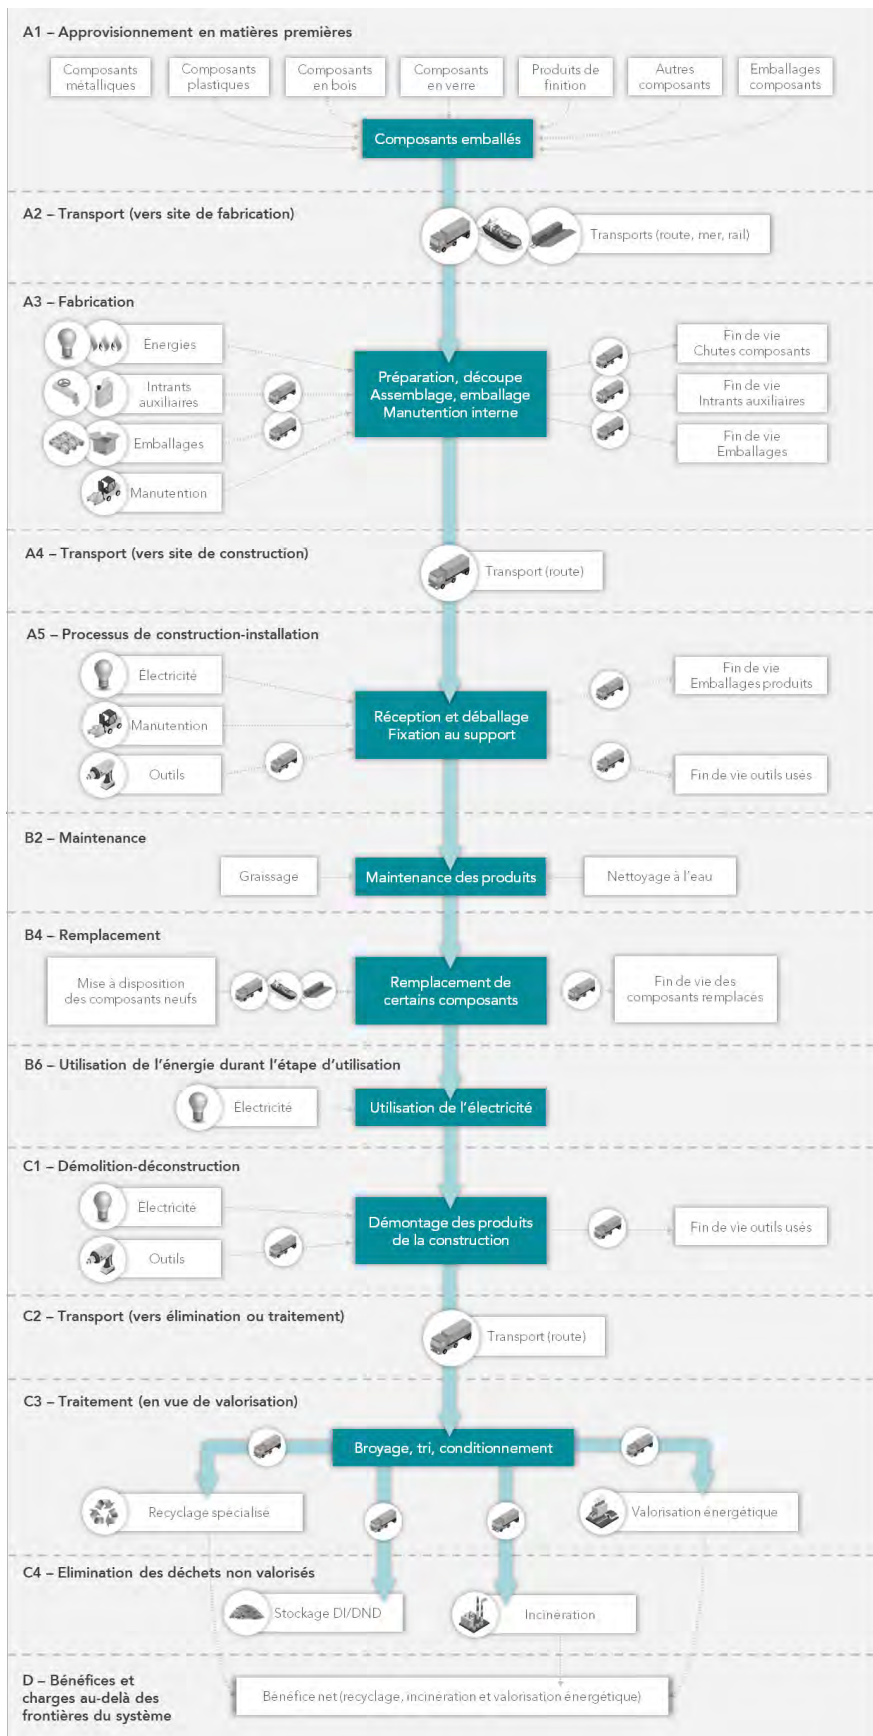 A1 – Approvisionnement en matières premières
Composants
métalliques
Composants
plastiques
Composants
en bois
Composants
en verre
Produits de
finition
Autres
composants
Emballages
composants
Composants emballés
A2 – Transport (vers site de fabrication)
Transports (route, mer, rail)
A3 – Fabrication
Énergies
Intrants
auxiliaires
Emballages
Manutention
Préparation, découpe
Assemblage, emballage
Manutention interne
Fin de vie
Chutes composants
Fin de vie
Intrants auxiliaires
Fin de vie
Emballages
A4 – Transport (vers site de construction)
Transport (route)
A5 – Processus de construction-installation
Électricité
Manutention
Outils
Réception et déballage
Fixation au support
Fin de vie
Emballages produits
Fin de vie outils usés
B2 – Maintenance
Graissage
Maintenance des produits
Nettoyage à l'eau
B4 – Remplacement
Mise à disposition
des composants neufs
Remplacement de
certains composants
Fin de vie des
composants remplacés
B6 – Utilisation de l'énergie durant l'étape d'utilisation
Électricité
Utilisation de l'électricité
C1 – Démolition-déconstruction
Électricité
Outils
Démontage des produits
de la construction
Fin de vie outils usés
C2 – Transport (vers élimination ou traitement)
Transport (route)
C3 – Traitement (en vue de valorisation)
Broyage, tri, conditionnement
Recyclage spécialisé
Valorisation énergétique
C4 – Elimination des déchets non valorisés
Stockage DI/DND
Incinération
D – Bénéfices et
charges au-delà des
frontières du système
Bénéfice net (recyclage, incinération et valorisation énergétique)